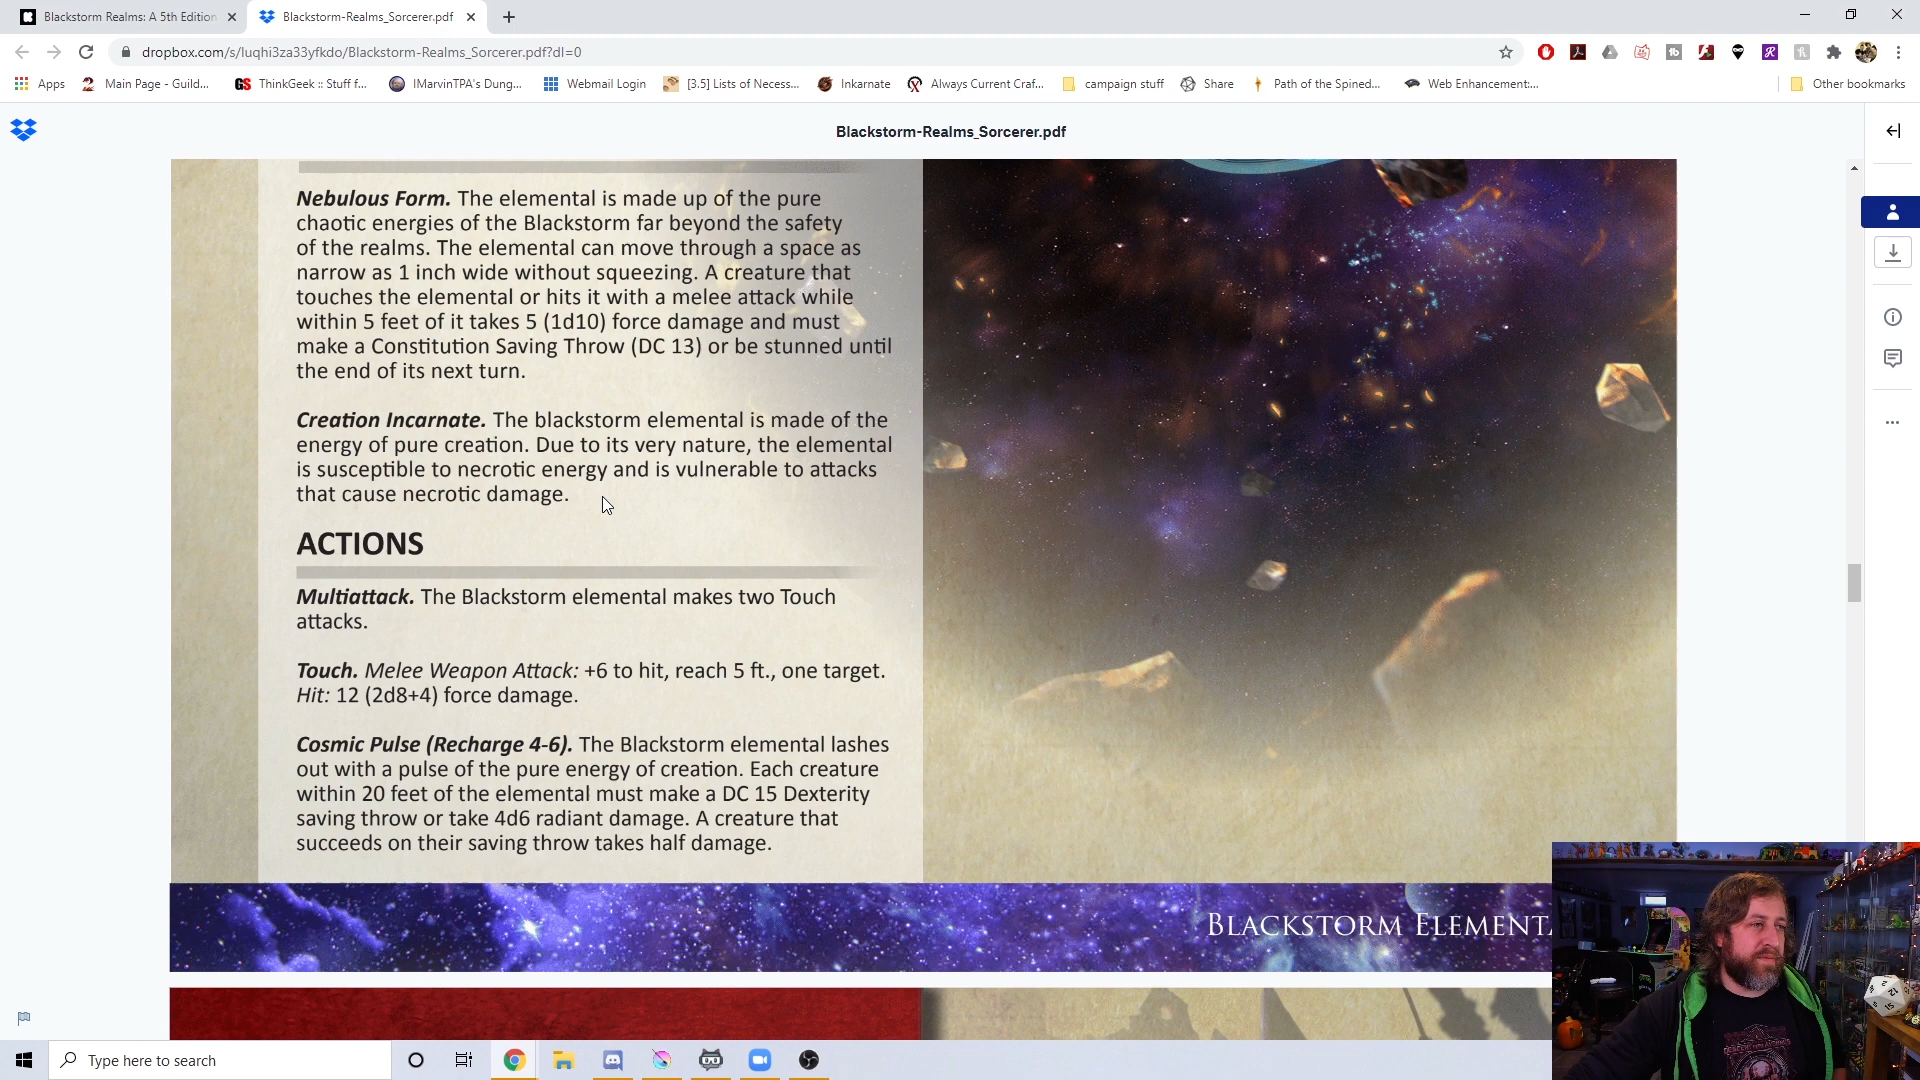 Blackstorm Realms: A 5th Edition
Blackstorm-Realms_Sorcerer.pdf
dropbox.com/s/luqhi3za33yfkdo/Blackstorm-Realms_Sorcerer.pdf?dl=0
Apps
Main Page - Guild...
GS
ThinkGeek :: Stuff f...
IMarvinTPA's Dung...
Webmail Login
[3.5] Lists of Necess...
Inkarnate
Always Current Craf...
campaign stuff
Share
Path of the Spined...
Web Enhancement:...
Other bookmarks
Blackstorm-Realms_Sorcerer.pdf
Nebulous Form. The elemental is made up of the pure
chaotic energies of the Blackstorm far beyond the safety
of the realms. The elemental can move through a space as
narrow as 1 inch wide without squeezing. A creature that
touches the elemental or hits it with a melee attack while
within 5 feet of it takes 5 (1d10) force damage and must
make a Constitution Saving Throw (DC 13) or be stunned until
the end of its next turn.
Creation Incarnate. The blackstorm elemental is made of the
energy of pure creation. Due to its very nature, the elemental
is susceptible to necrotic energy and is vulnerable to attacks
that cause necrotic damage.
ACTIONS
Multiattack. The Blackstorm elemental makes two Touch
attacks.
Touch. Melee Weapon Attack: +6 to hit, reach 5 ft., one target.
Hit: 12 (2d8+4) force damage.
Cosmic Pulse (Recharge 4-6). The Blackstorm elemental lashes
out with a pulse of the pure energy of creation. Each creature
within 20 feet of the elemental must make a DC 15 Dexterity
saving throw or take 4d6 radiant damage. A creature that
succeeds on their saving throw takes half damage.
BLACKSTORM ELEMENTA
Type here to search